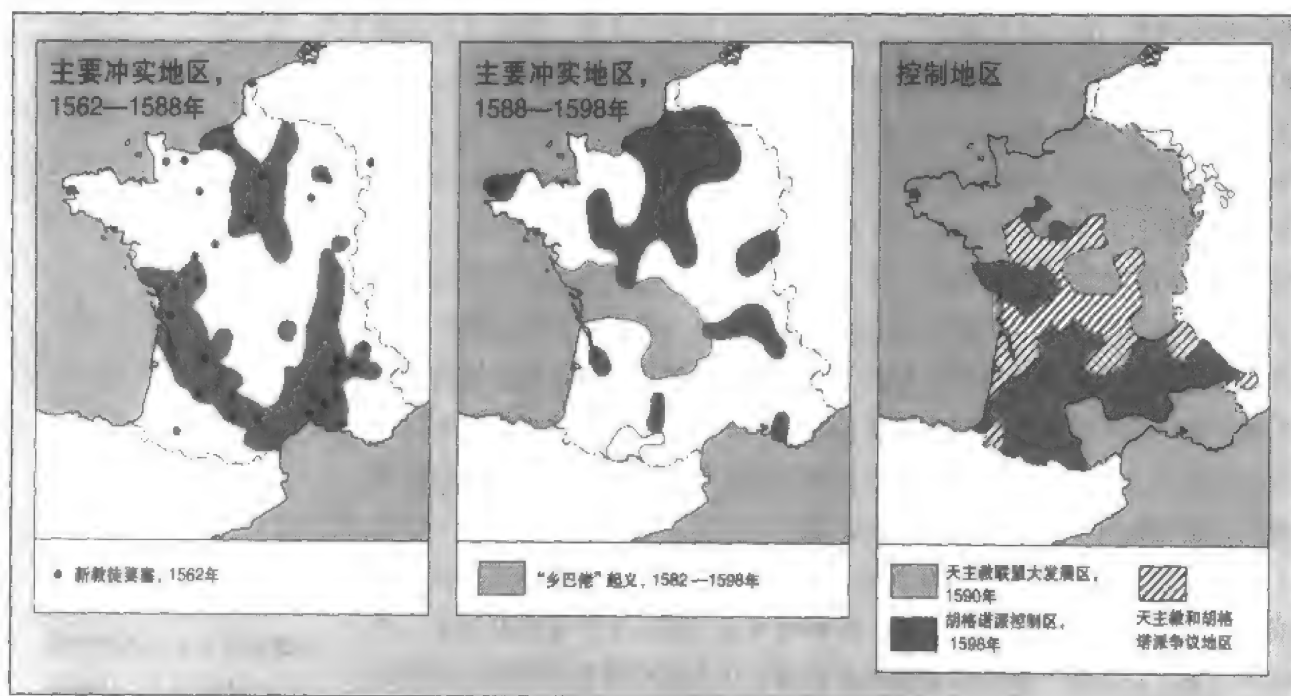 主要冲实地区，
1562—1588年
新教徒要塞，1562年
主要冲实地区，
1588—1598年
“乡巴佬”起义，1582—1598年
控制地区
天主教联盟大发展区，
1590年
胡格诺派控制区，
1598年
天主教和胡格
诺派争议地区